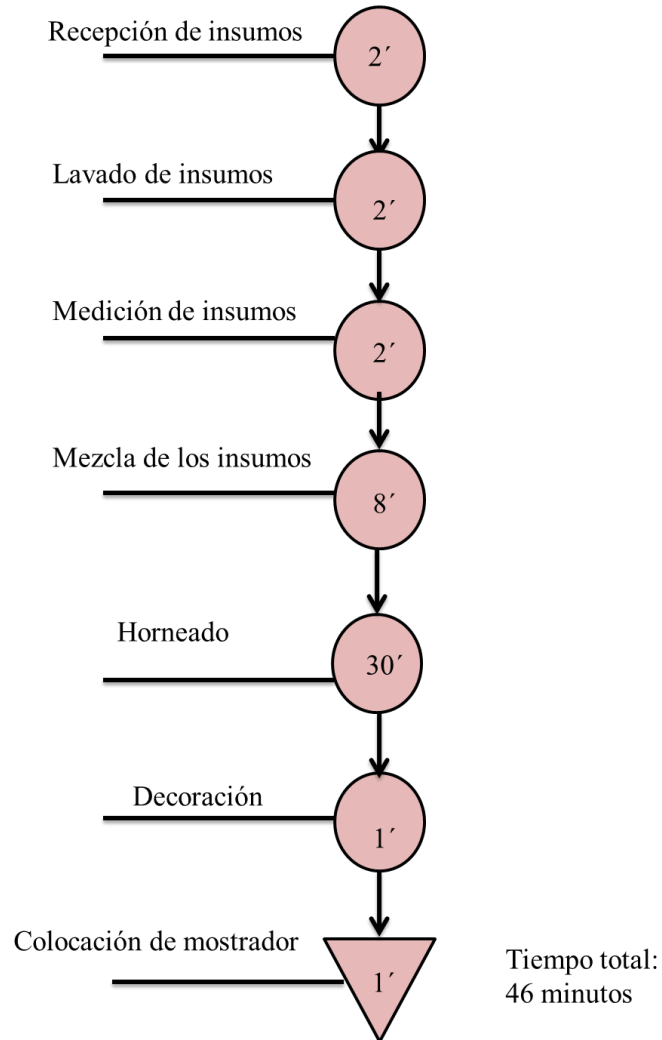 Recepción de insumos
2´
Lavado de insumos
2´
Medición de insumos
2´
Mezcla de los insumos
8´
Horneado
30´
Decoración
1´
Colocación de mostrador
1´
Tiempo total:
46 minutos